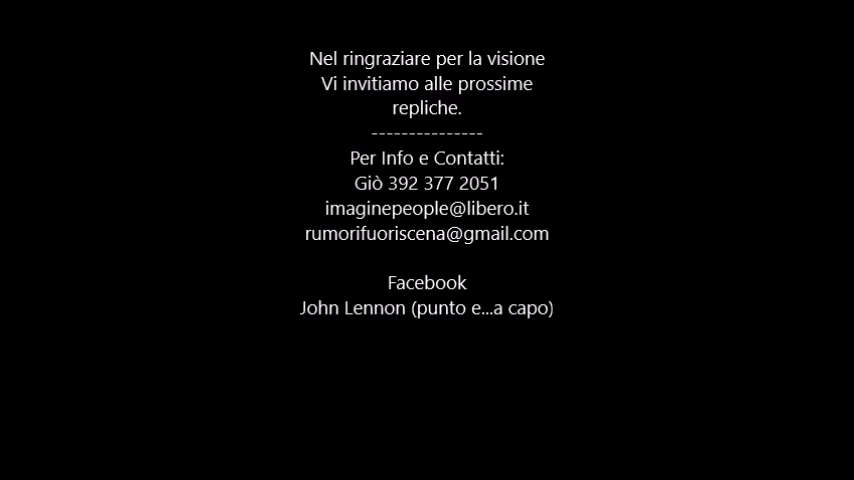 Nel ringraziare per la visione
Vi invitiamo alle prossime
repliche.
---------------
Per Info e Contatti:
Giò 392 377 2051
imaginepeople@libero.it
rumorifuoriscena@gmail.com
Facebook
John Lennon (punto e...a capo)